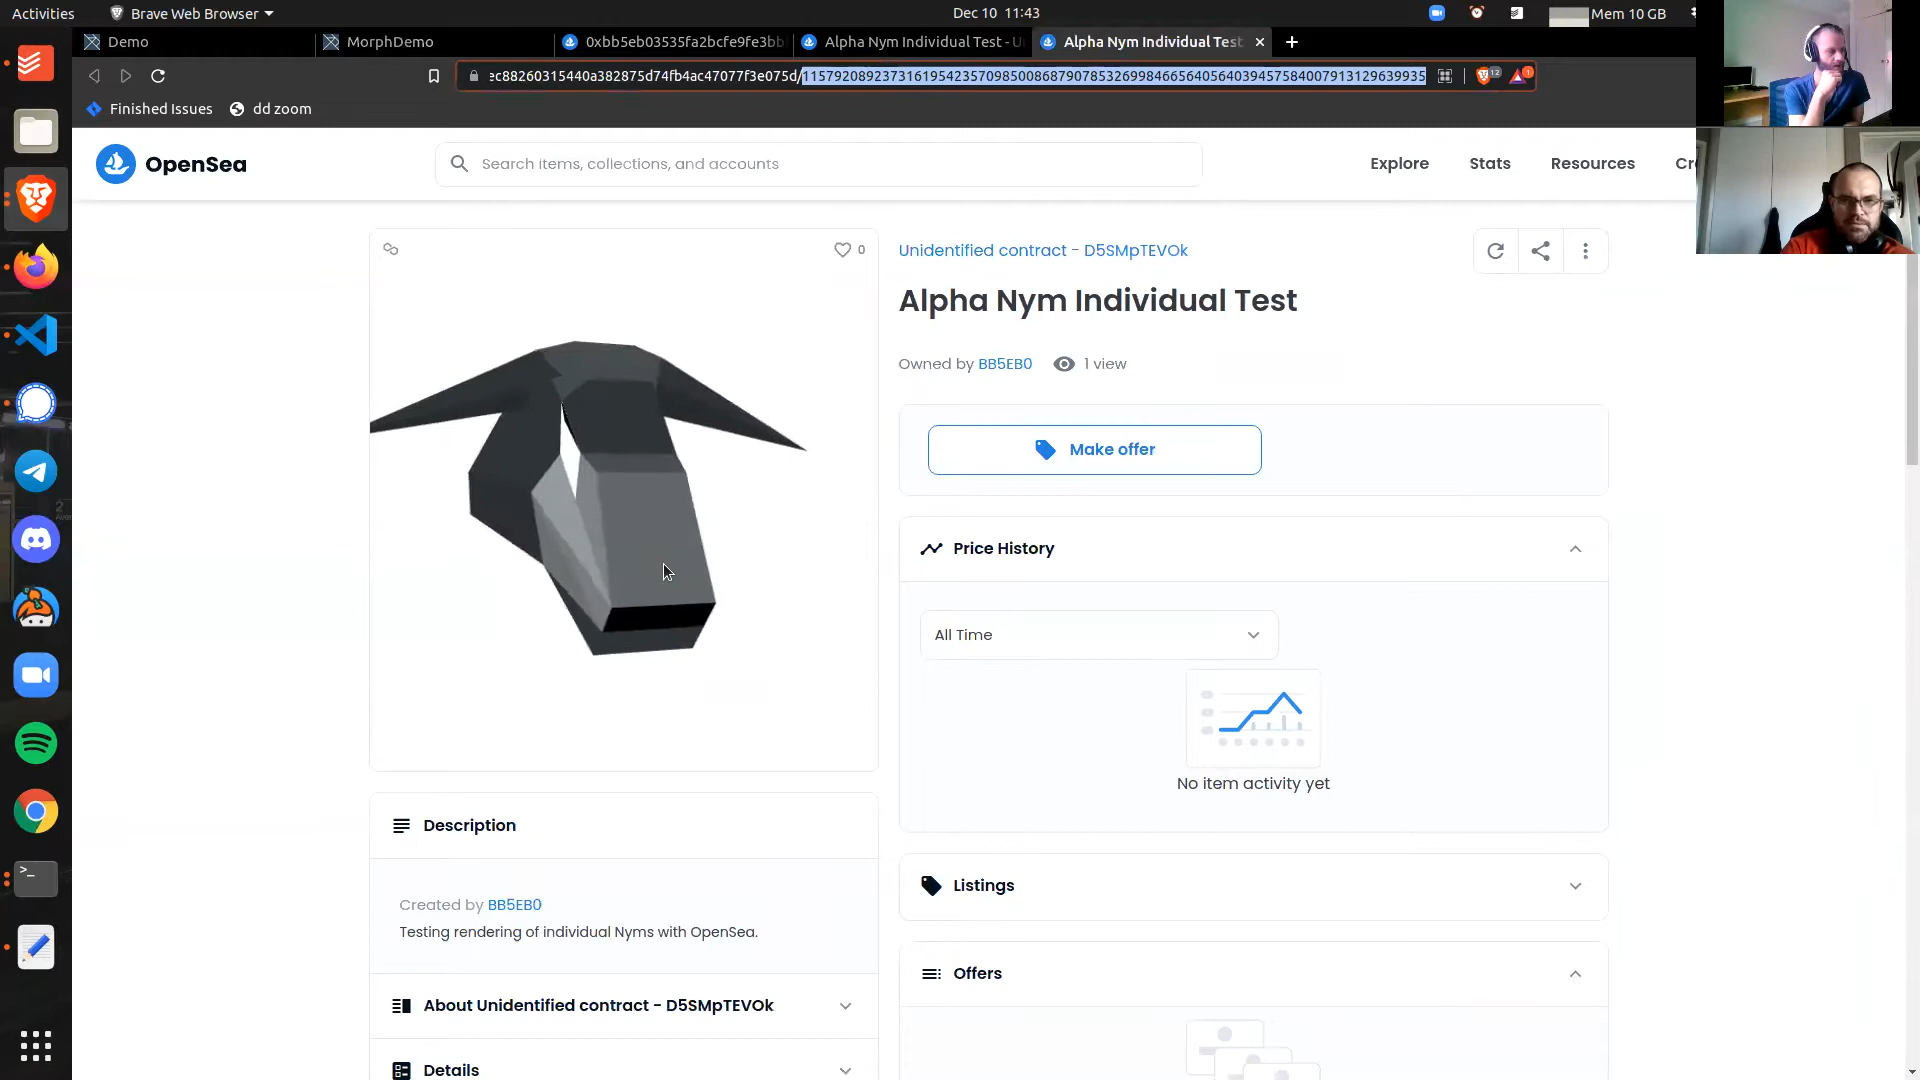 Activities
Brave Web Browser
Dec 10 11:43
Mem 10 GB
Demo
MorphDemo
0xbb5eb03535fa2bcfe9fe3bb
Alpha Nym Individual Test - U
Alpha Nym Individual Test
ec88260315440a382875d74fb4ac47077f3e075d/115792089237316195423570985008687907853269984665640564039457584007913129639935
12
1
Finished Issues
dd zoom
OpenSea
Search items, collections, and accounts
Explore
Stats
Resources
Cr
0
Unidentified contract - D5SMpTEVOk
Alpha Nym Individual Test
Owned by BB5EB0
1 view
Make offer
Price History
All Time
No item activity yet
Description
Listings
Created by BB5EB0
Testing rendering of individual Nyms with OpenSea.
Offers
About Unidentified contract - D5SMpTEVOk
Details